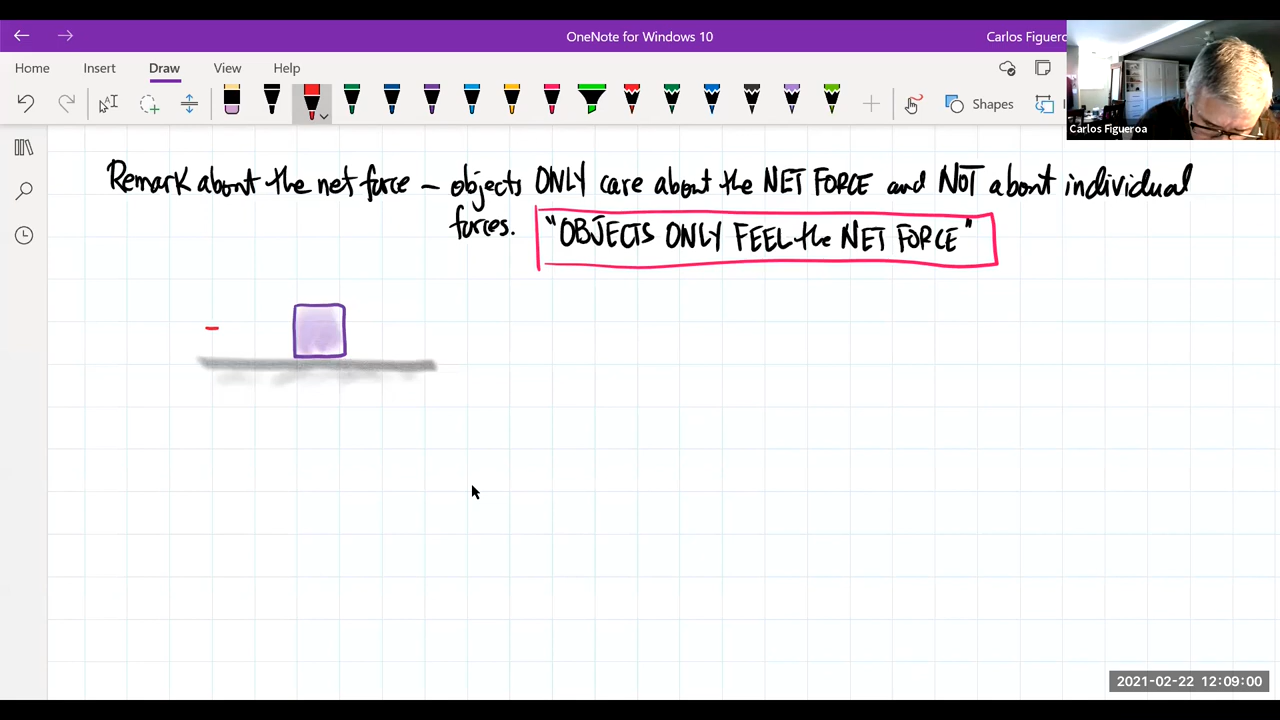 OneNote for Windows 10
Carlos Figuero
Home Insert Draw View Help
Shapes
Carlos Figueroa
Remark about the net force – objects ONLY care about the NET FORCE and NOT about individual
forces. "OBJECTS ONLY FEEL the NET FORCE"
2021-02-22 12:09:00